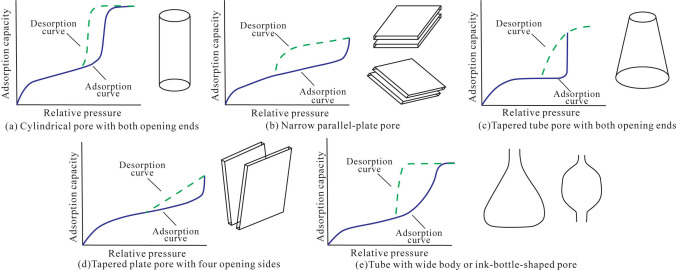 Adsorption capacity
Desorption
curve
Adsorption
curve
Relative pressure
(a) Cylindrical pore with both opening ends
Adsorption capacity
Desorption
curve
Adsorption
curve
Relative pressure
(b) Narrow parallel-plate pore
Adsorption capacity
Desorption
curve
Adsorption
curve
Relative pressure
(c)Tapered tube pore with both opening ends
Adsorption capacity
Desorption
curve
Adsorption
curve
Relative pressure
(d)Tapered plate pore with four opening sides
Adsorption capacity
Desorption
curve
Adsorption
curve
Relative pressure
(e)Tube with wide body or ink-bottle-shaped pore